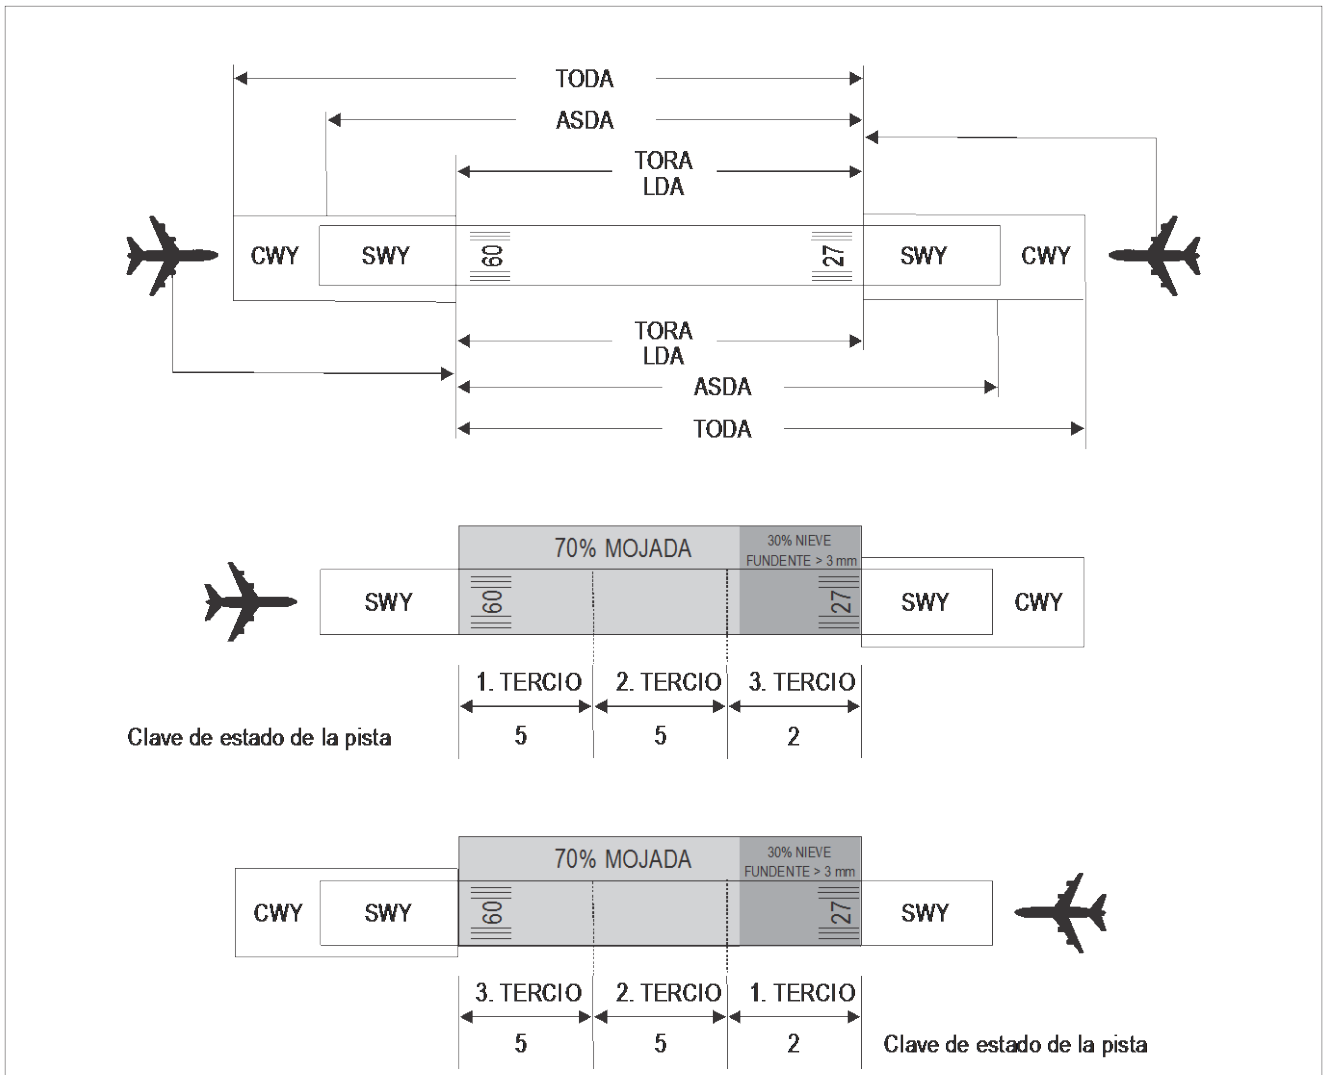 TODA
ASDA
TORA
LDA
CWY SWY 09 27 SWY CWY
TORA
LDA
ASDA
TODA
70% MOJADA
30% NIEVE
FUNDENTE > 3 mm
SWY 09 27 SWY CWY
1. TERCIO 2. TERCIO 3. TERCIO
Clave de estado de la pista 5 5 2
70% MOJADA
30% NIEVE
FUNDENTE > 3 mm
CWY SWY 09 27 SWY
3. TERCIO 2. TERCIO 1. TERCIO
5 5 2 Clave de estado de la pista